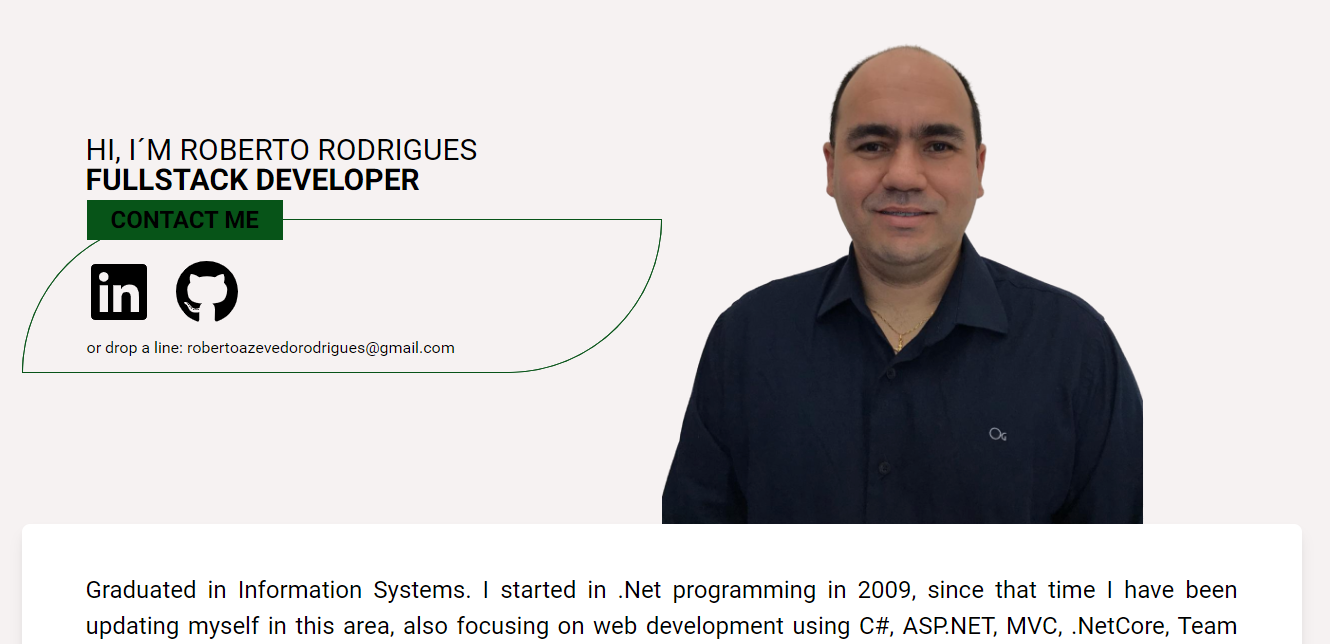 HI, I´M ROBERTO RODRIGUES
FULLSTACK DEVELOPER
CONTACT ME
in
or drop a line: robertoazevedorodrigues@gmail.com
Graduated in Information Systems. I started in .Net programming in 2009, since that time I have been
updating myself in this area, also focusing on web development using C#, ASP.NET, MVC, .NetCore, Team